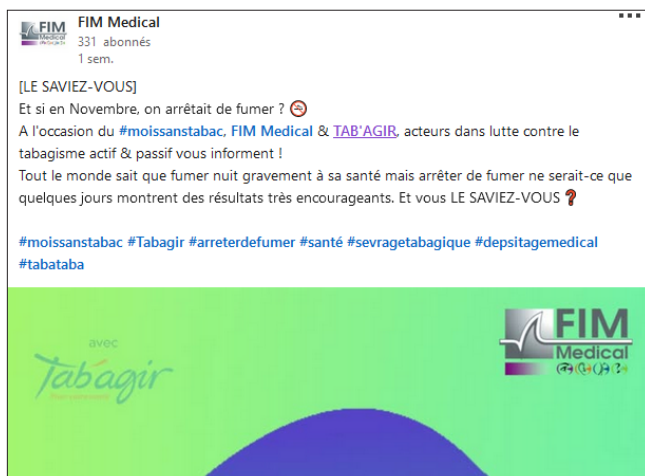 FIM Medical
331 abonnés
1 sem.
[LE SAVIEZ-VOUS]
Et si en Novembre, on arrêtait de fumer ?
A l'occasion du #moissanstabac, FIM Medical & TAB'AGIR, acteurs dans lutte contre le
tabagisme actif & passif vous informent !
Tout le monde sait que fumer nuit gravement à sa santé mais arrêter de fumer ne serait-ce que
quelques jours montrent des résultats très encourageants. Et vous LE SAVIEZ-VOUS ❓
#moissanstabac #Tabagir #arreterdefumer #santé #sevragetabagique #depsitagemedical
#tabataba
avec
Tab'agir
FIM
Medical